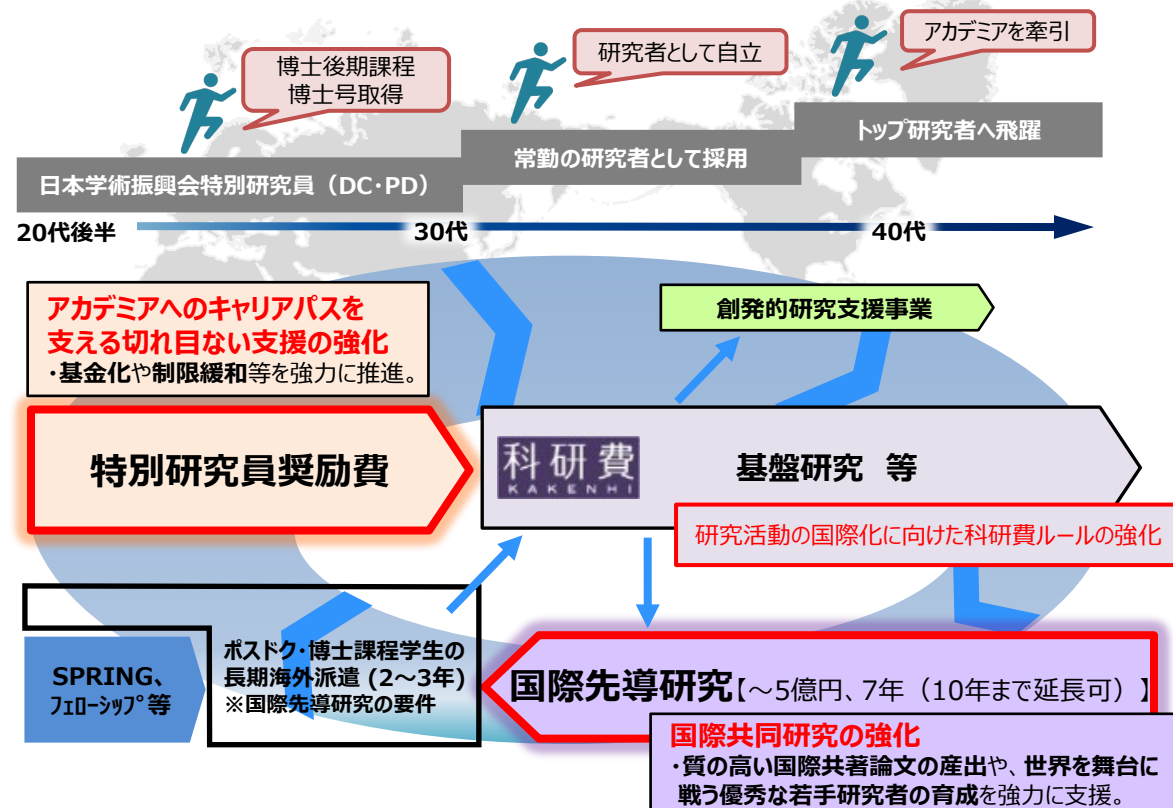 博士後期課程
博士号取得
研究者として自立
アカデミアを牽引
日本学術振興会特別研究員（DC・PD）
常勤の研究者として採用
トップ研究者へ飛躍
20代後半
30代
40代
アカデミアへのキャリアパスを
支える切れ目ない支援の強化
・基金化や制限緩和等を強力に推進。
創発的研究支援事業
特別研究員奨励費
科研費
KAKENHI
基盤研究 等
研究活動の国際化に向けた科研費ルールの強化
SPRING、
ﾌｪﾛｰｼｯﾌﾟ等
ポスドク・博士課程学生の
長期海外派遣 (2～3年)
※国際先導研究の要件
国際先導研究【～5億円、7年（10年まで延長可）】
国際共同研究の強化
・質の高い国際共著論文の産出や、世界を舞台に
戦う優秀な若手研究者の育成を強力に支援。